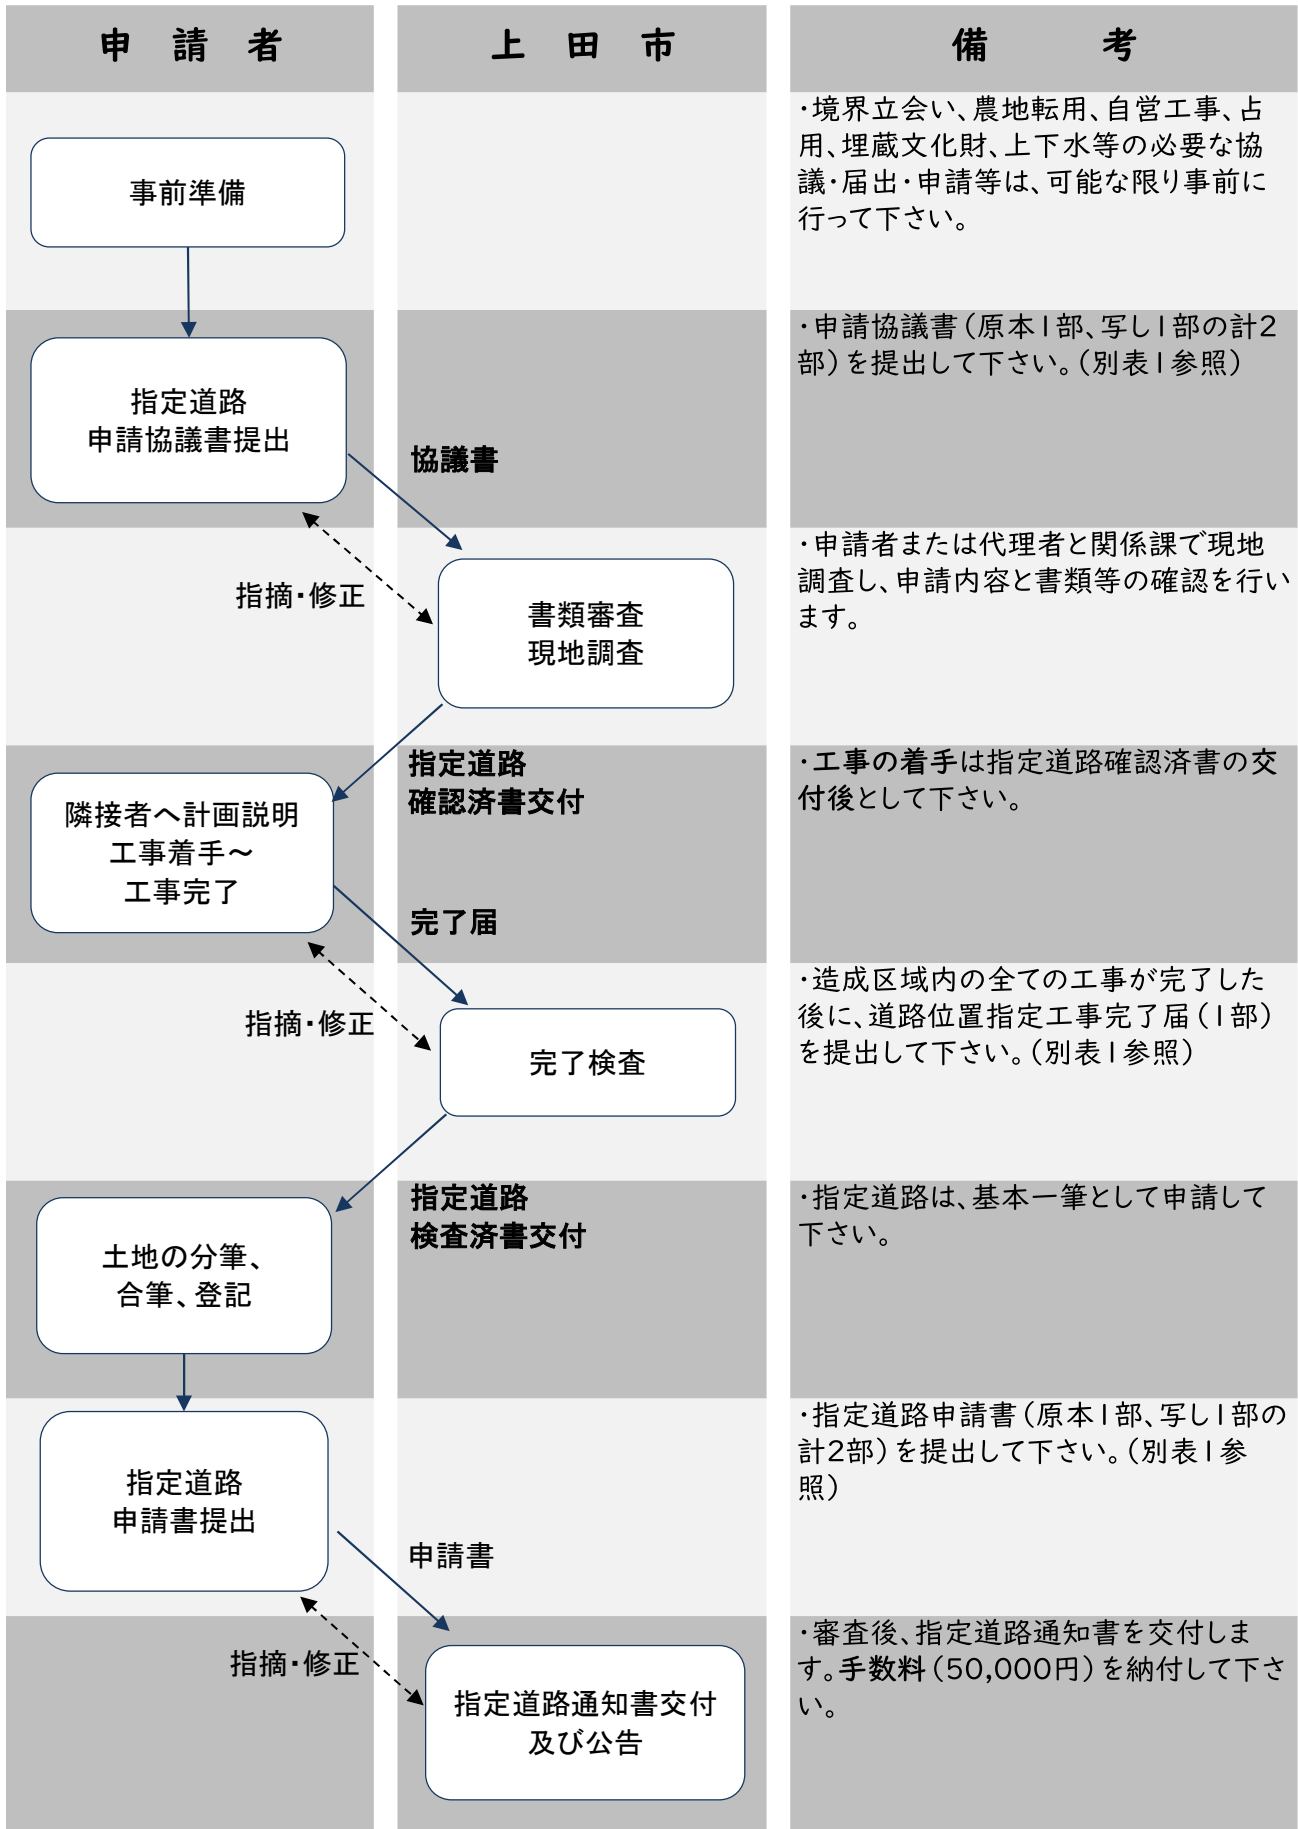 申　請　者
上　田　市
備　　　考
事前準備
・境界立会い、農地転用、自営工事、占
用、埋蔵文化財、上下水等の必要な協
議・届出・申請等は、可能な限り事前に
行って下さい。
指定道路
申請協議書提出
協議書
・申請協議書（原本1部、写し1部の計2
部）を提出して下さい。（別表1参照）
指摘・修正
書類審査
現地調査
・申請者または代理者と関係課で現地
調査し、申請内容と書類等の確認を行い
ます。
隣接者へ計画説明
工事着手～
工事完了
指定道路
確認済書交付
完了届
・工事の着手は指定道路確認済書の交
付後として下さい。
指摘・修正
完了検査
・造成区域内の全ての工事が完了した
後に、道路位置指定工事完了届（1部）
を提出して下さい。（別表1参照）
土地の分筆、
合筆、登記
指定道路
検査済書交付
・指定道路は、基本一筆として申請して
下さい。
指定道路
申請書提出
申請書
・指定道路申請書（原本1部、写し1部の
計2部）を提出して下さい。（別表1参
照）
指摘・修正
指定道路通知書交付
及び公告
・審査後、指定道路通知書を交付しま
す。手数料（50,000円）を納付して下さ
い。